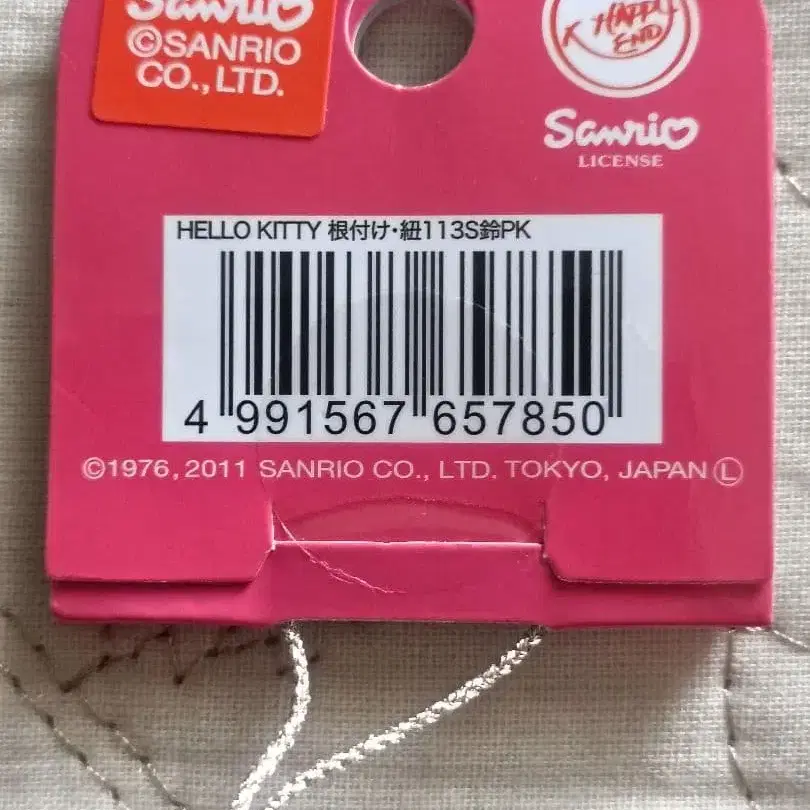 Sanrio
©SANRIO
CO., LTD.
HAPPY
END
Sanrio
LICENSE
HELLO KITTY 根付け・紐113S鈴PK
4 991567 657850
©1976, 2011 SANRIO CO., LTD. TOKYO, JAPAN Ⓛ